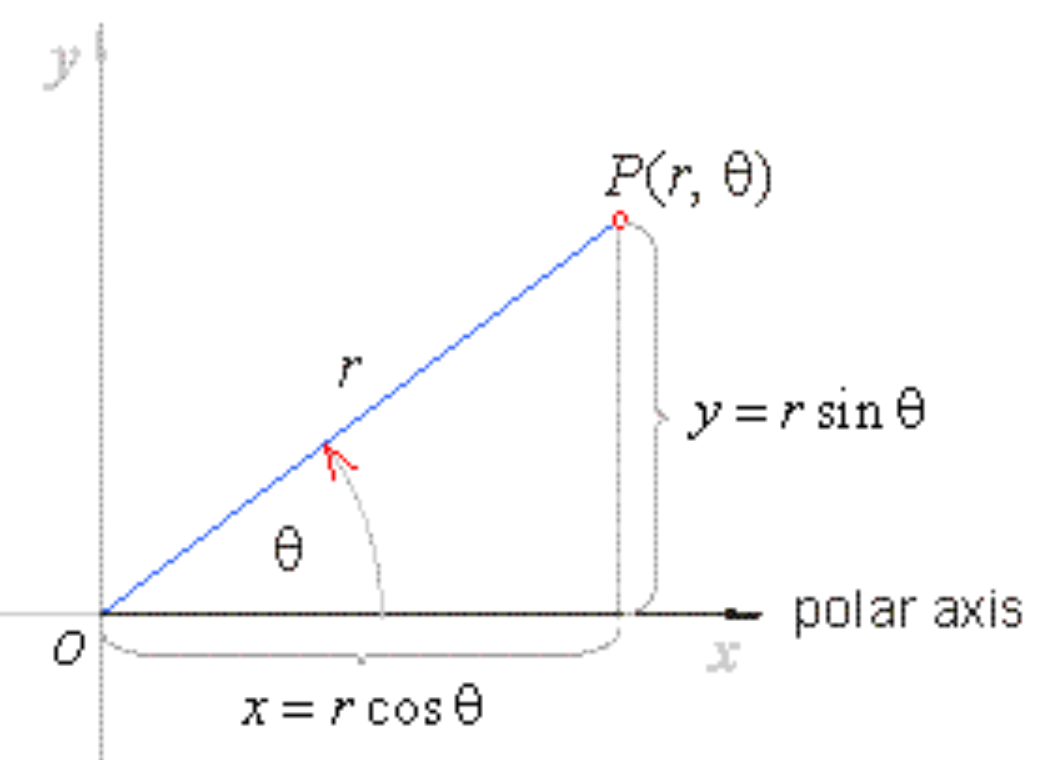 y
P(r, θ)
r
y = r sin θ
θ
polar axis
O
x
x = r cos θ